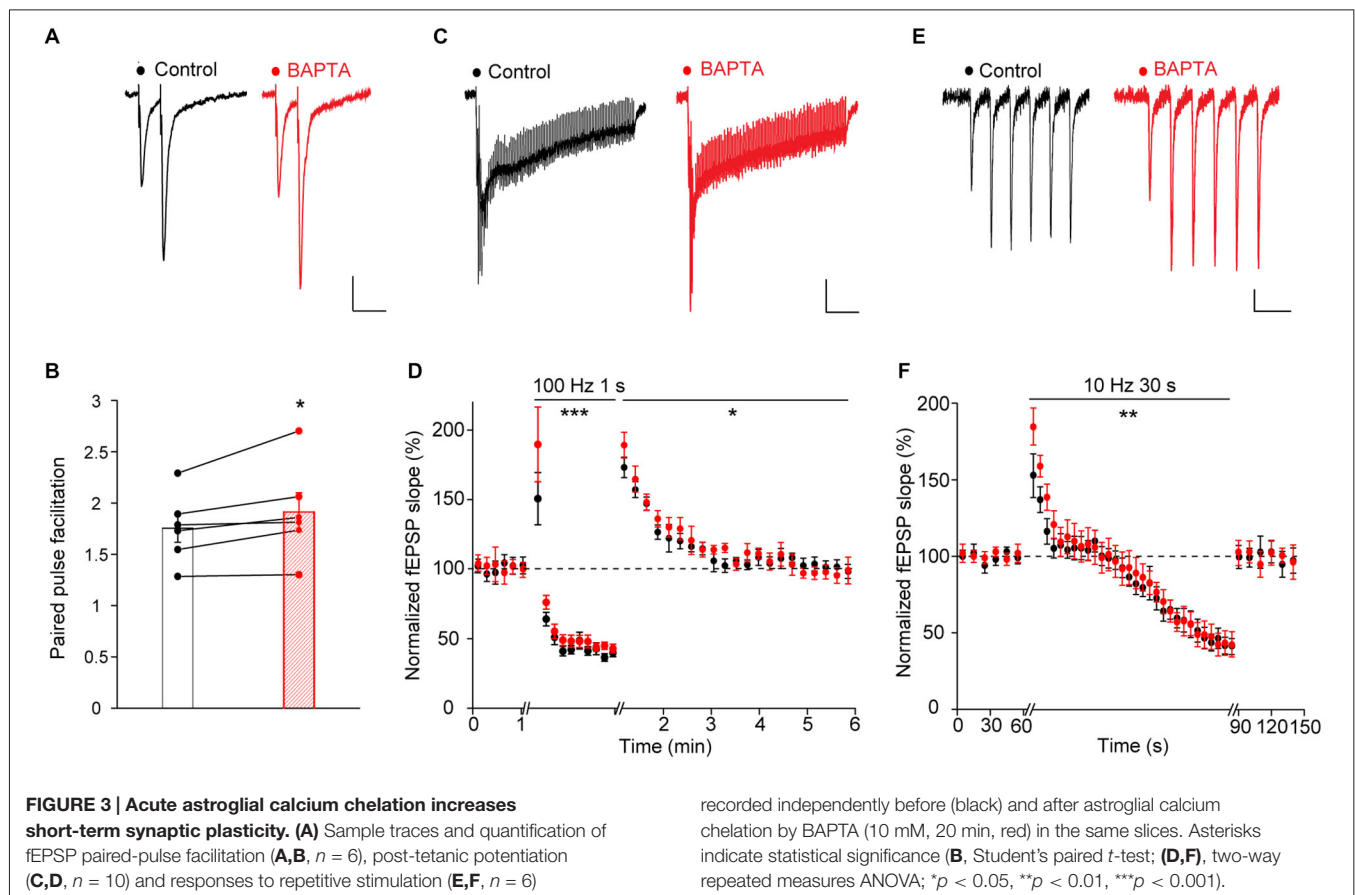 A
C
E
Control
BAPTA
Control
BAPTA
Control
BAPTA
B
D
F
Paired pulse facilitation
3
2.5
2
1.5
1
0.5
0
*
Normalized fEPSP slope (%)
200
150
100
50
0
100 Hz 1 s
***
*
0
1
2
3
4
5
6
Time (min)
Normalized fEPSP slope (%)
200
150
100
50
0
10 Hz 30 s
**
0
30
60
90
120
150
Time (s)
FIGURE 3 | Acute astroglial calcium chelation increases
short-term synaptic plasticity. (A) Sample traces and quantification of
fEPSP paired-pulse facilitation (A,B, n = 6), post-tetanic potentiation
(C,D, n = 10) and responses to repetitive stimulation (E,F, n = 6)
recorded independently before (black) and after astroglial calcium
chelation by BAPTA (10 mM, 20 min, red) in the same slices. Asterisks
indicate statistical significance (B, Student's paired t-test; (D,F), two-way
repeated measures ANOVA; *p < 0.05, **p < 0.01, ***p < 0.001).